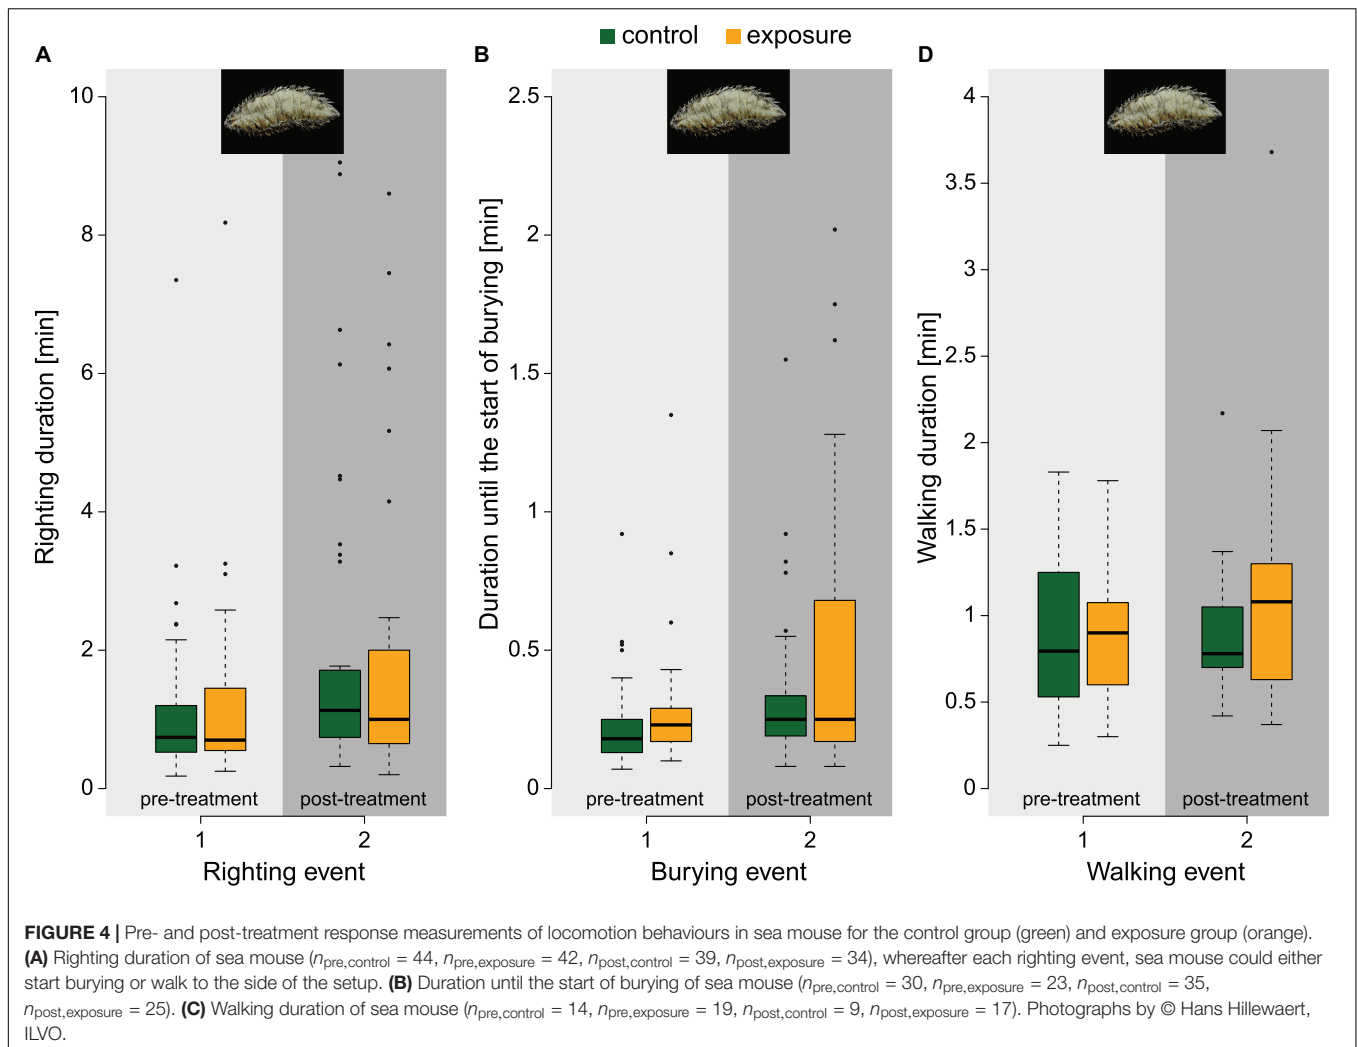 control exposure
A
10
8
6
4
2
0
Righting duration [min]
pre-treatment post-treatment
1 2
Righting event
B
2.5
2
1.5
1
0.5
0
Duration until the start of burying [min]
pre-treatment post-treatment
1 2
Burying event
D
4
3.5
3
2.5
2
1.5
1
0.5
0
Walking duration [min]
pre-treatment post-treatment
1 2
Walking event
FIGURE 4 | Pre- and post-treatment response measurements of locomotion behaviours in sea mouse for the control group (green) and exposure group (orange).
(A) Righting duration of sea mouse (npre,control = 44, npre,exposure = 42, npost,control = 39, npost,exposure = 34), whereafter each righting event, sea mouse could either
start burying or walk to the side of the setup. (B) Duration until the start of burying of sea mouse (npre,control = 30, npre,exposure = 23, npost,control = 35,
npost,exposure = 25). (C) Walking duration of sea mouse (npre,control = 14, npre,exposure = 19, npost,control = 9, npost,exposure = 17). Photographs by © Hans Hillewaert,
ILVO.